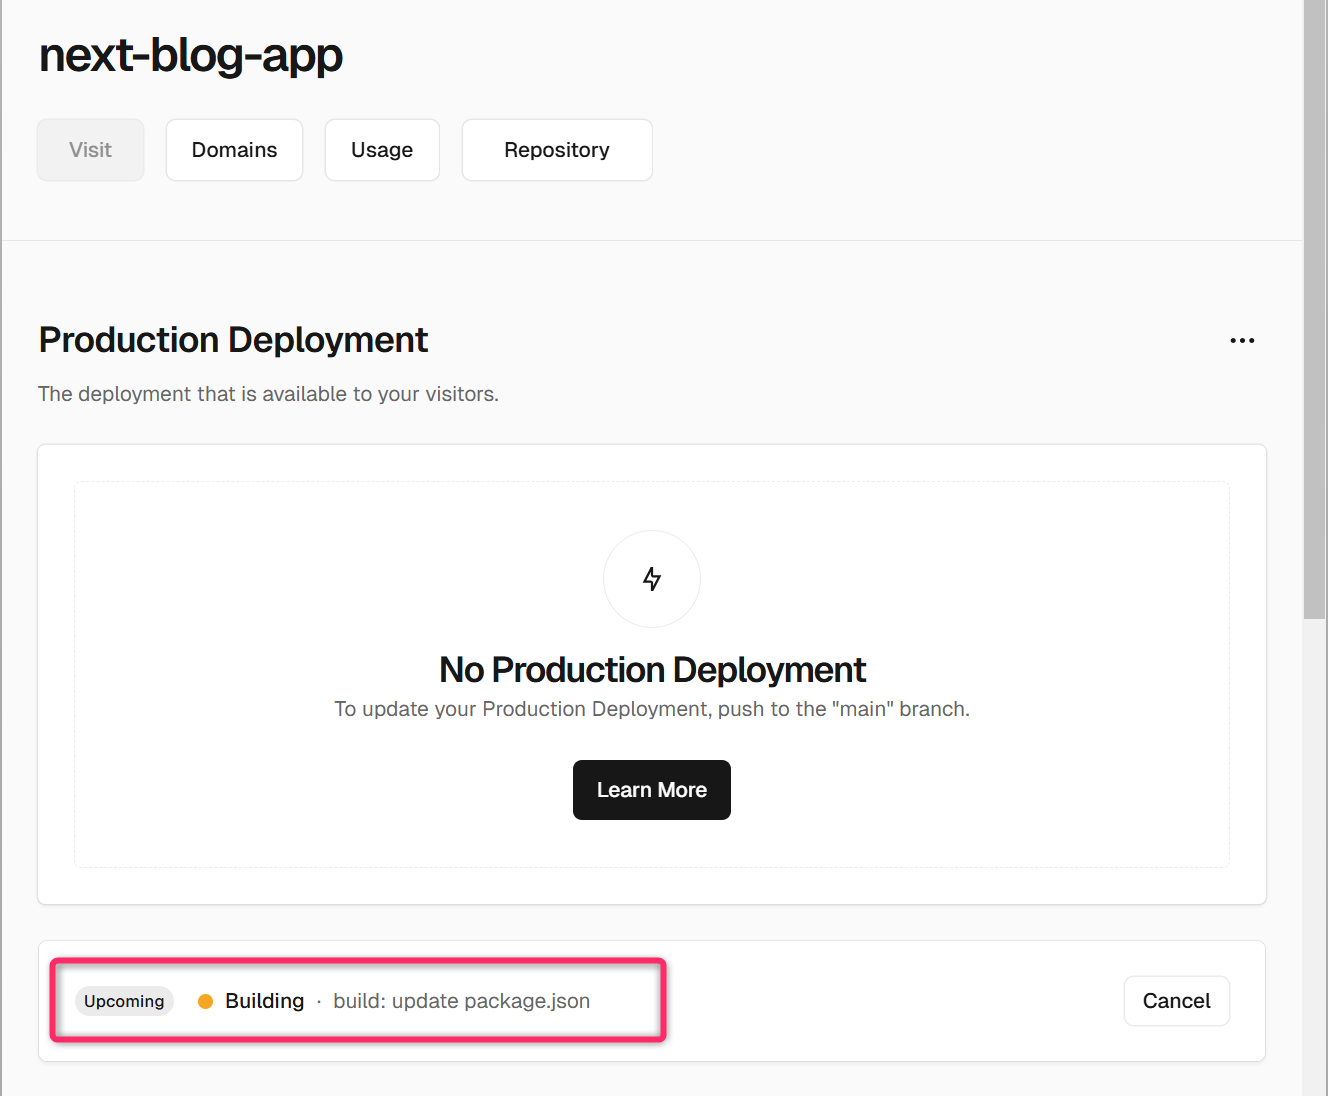 next-blog-app
Visit Domains Usage Repository
Production Deployment
The deployment that is available to your visitors.
No Production Deployment
To update your Production Deployment, push to the "main" branch.
Learn More
Upcoming Building · build: update package.json Cancel